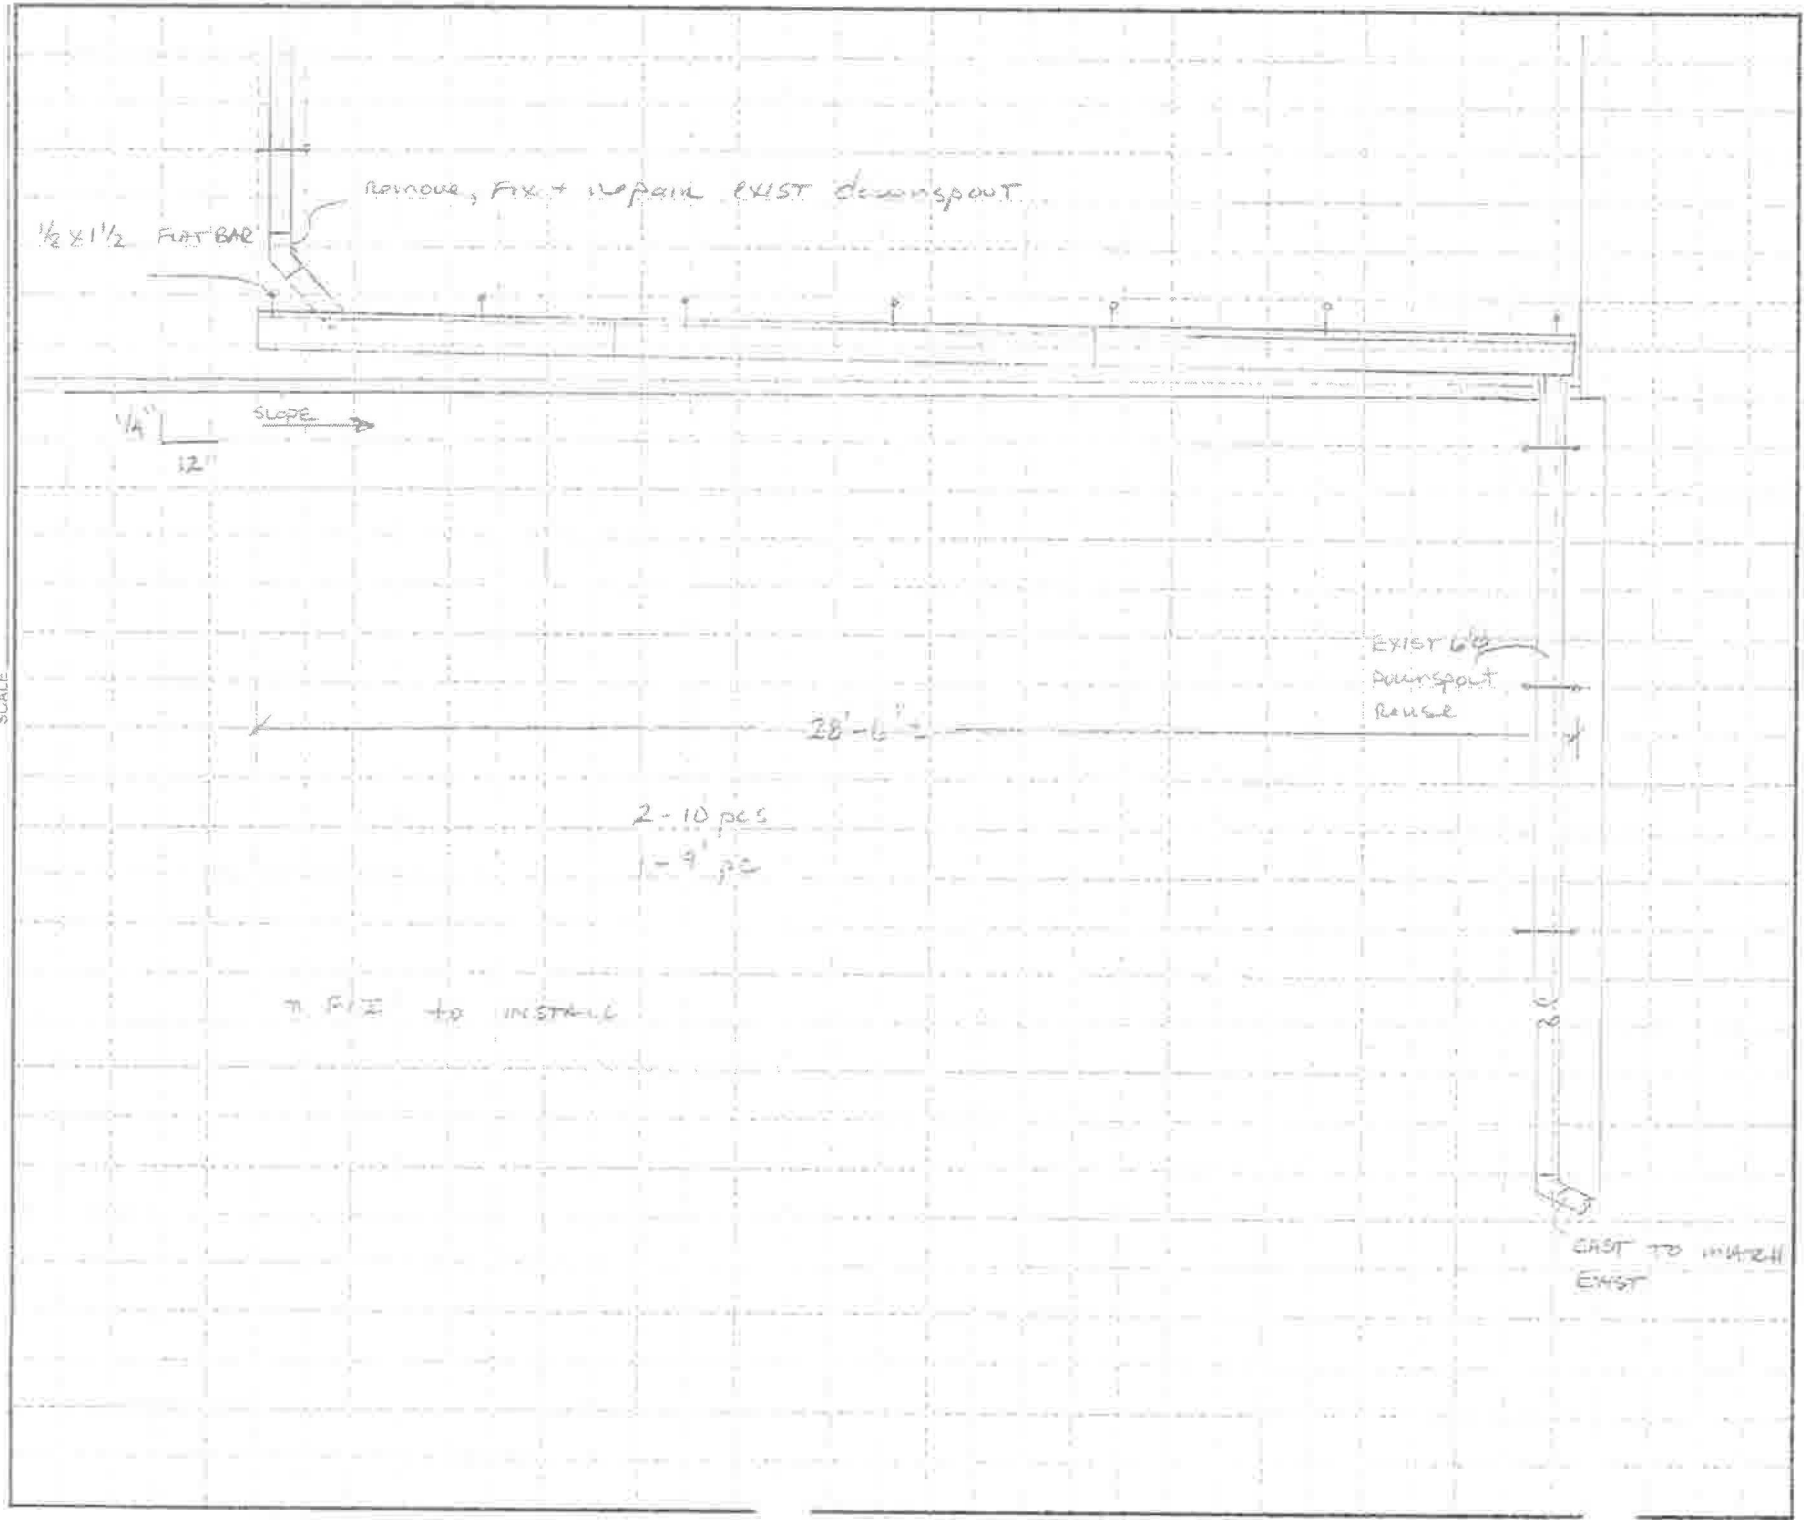 Remove, Fix + repair EXIST downspout
1/2 x 1 1/2 FLAT BAR
SLOPE
1/4"
12"
EXIST 6"ø
Downspout
Reuse
28'-6" ±
2 - 10 pcs
1 - 9' pc
to INSTALL
CAST TO MATCH
EXIST
SCALE